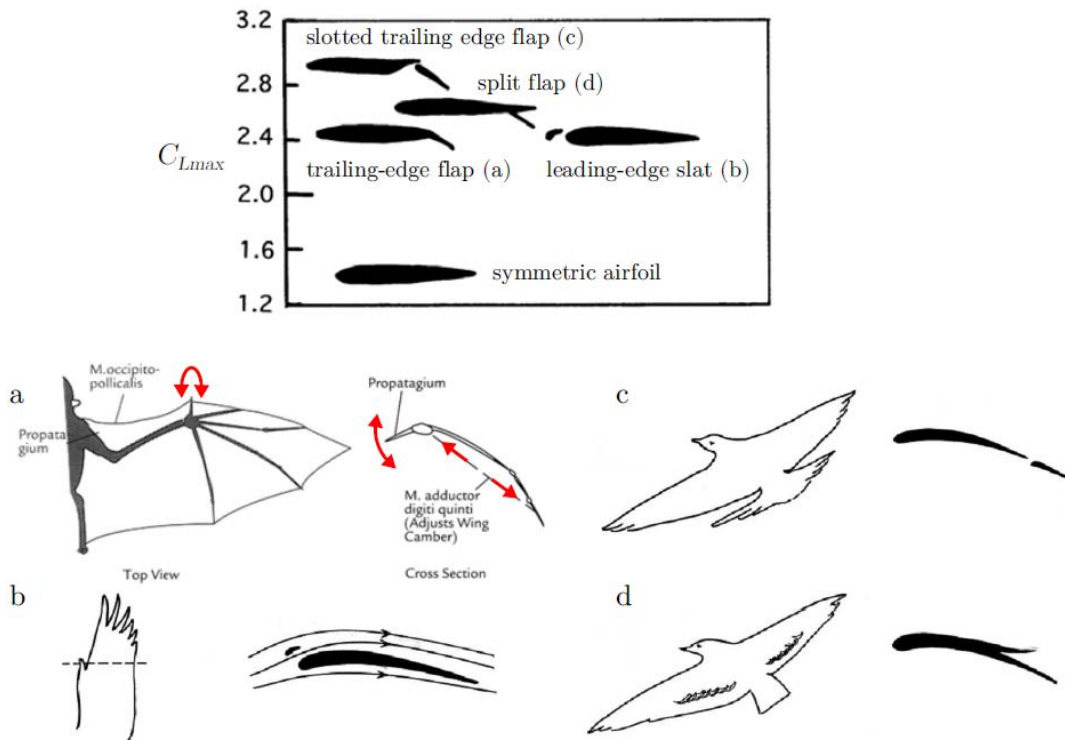 3.2
slotted trailing edge flap (c)
2.8
split flap (d)
2.4
C_Lmax
trailing-edge flap (a)
leading-edge slat (b)
2.0
1.6
symmetric airfoil
1.2
a
M.occipito-
pollicalis
Propata
gium
Top View
Propatagium
M. adductor
digiti quinti
(Adjusts Wing
Camber)
Cross Section
c
b
d